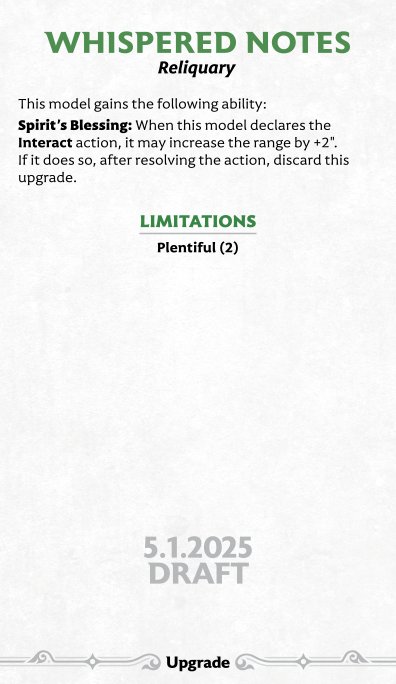 WHISPERED NOTES
Reliquary
This model gains the following ability:
Spirit's Blessing: When this model declares the
Interact action, it may increase the range by +2".
If it does so, after resolving the action, discard this
upgrade.
LIMITATIONS
Plentiful (2)
5.1.2025
DRAFT
Upgrade